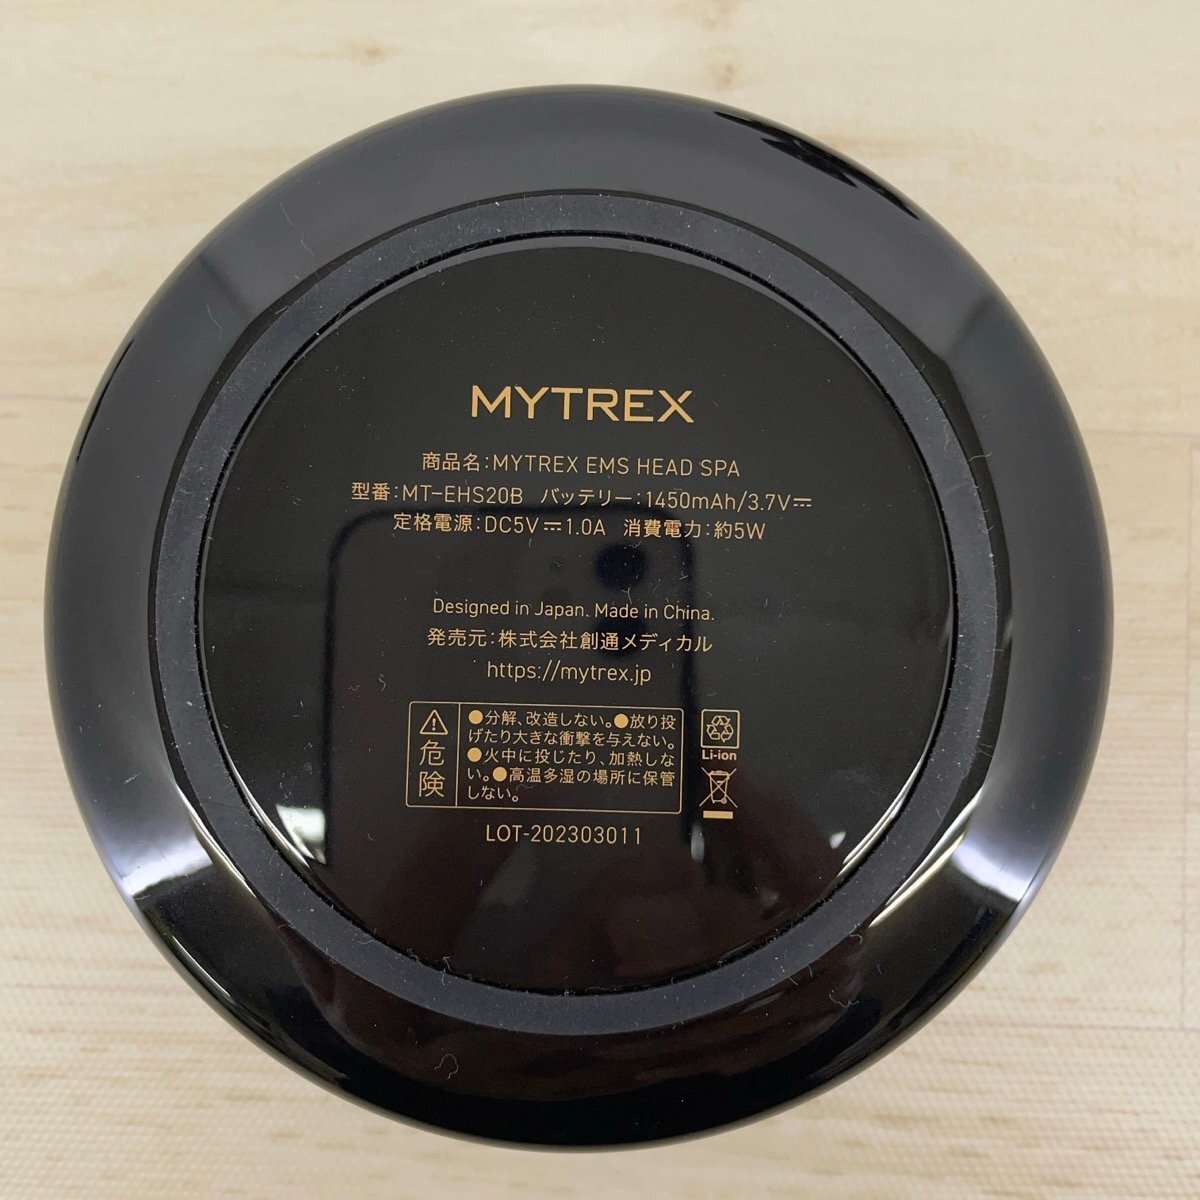 MYTREX
商品名:MYTREX EMS HEAD SPA
型番:MT-EHS20B バッテリー:1450mAh/3.7V⎓
定格電源:DC5V⎓1.0A 消費電力:約5W
Designed in Japan. Made in China.
発売元:株式会社創通メディカル
https://mytrex.jp
⚠危険
●分解、改造しない。●放り投
げたり大きな衝撃を与えない。
●火中に投じたり、加熱しな
い。●高温多湿の場所に保管
しない。
Li-ion
LOT-202303011